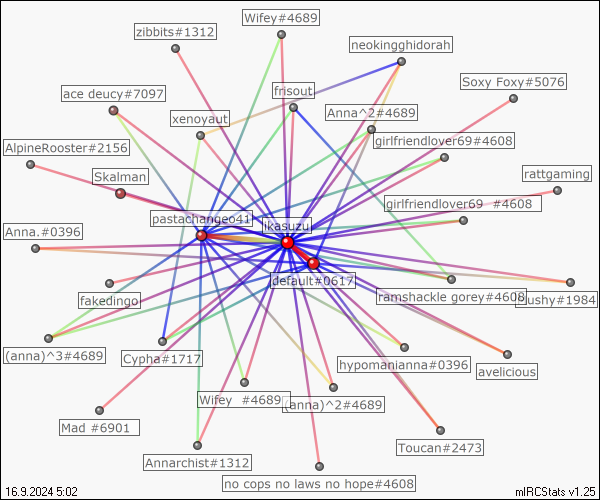 Wifey#4689
zibbits#1312
neokingghidorah
Soxy Foxy#5076
ace deucy#7097
frisout
xenoyaut
Anna^2#4689
AlpineRooster#2156
girlfriendlover69#4608
Skalman
rattgaming
pastachangeo41
girlfriendlover69 #4608
ikasuzu
Anna.#0396
default#0617
fakedingo
ramshackle gorey#4608
lushy#1984
(anna)^3#4689
Cypha#1717
hypomanianna#0396
avelicious
Wifey #4689
(anna)^2#4689
Mad #6901
Toucan#2473
Annarchist#1312
no cops no laws no hope#4608
16.9.2024 5:02
mIRCStats v1.25